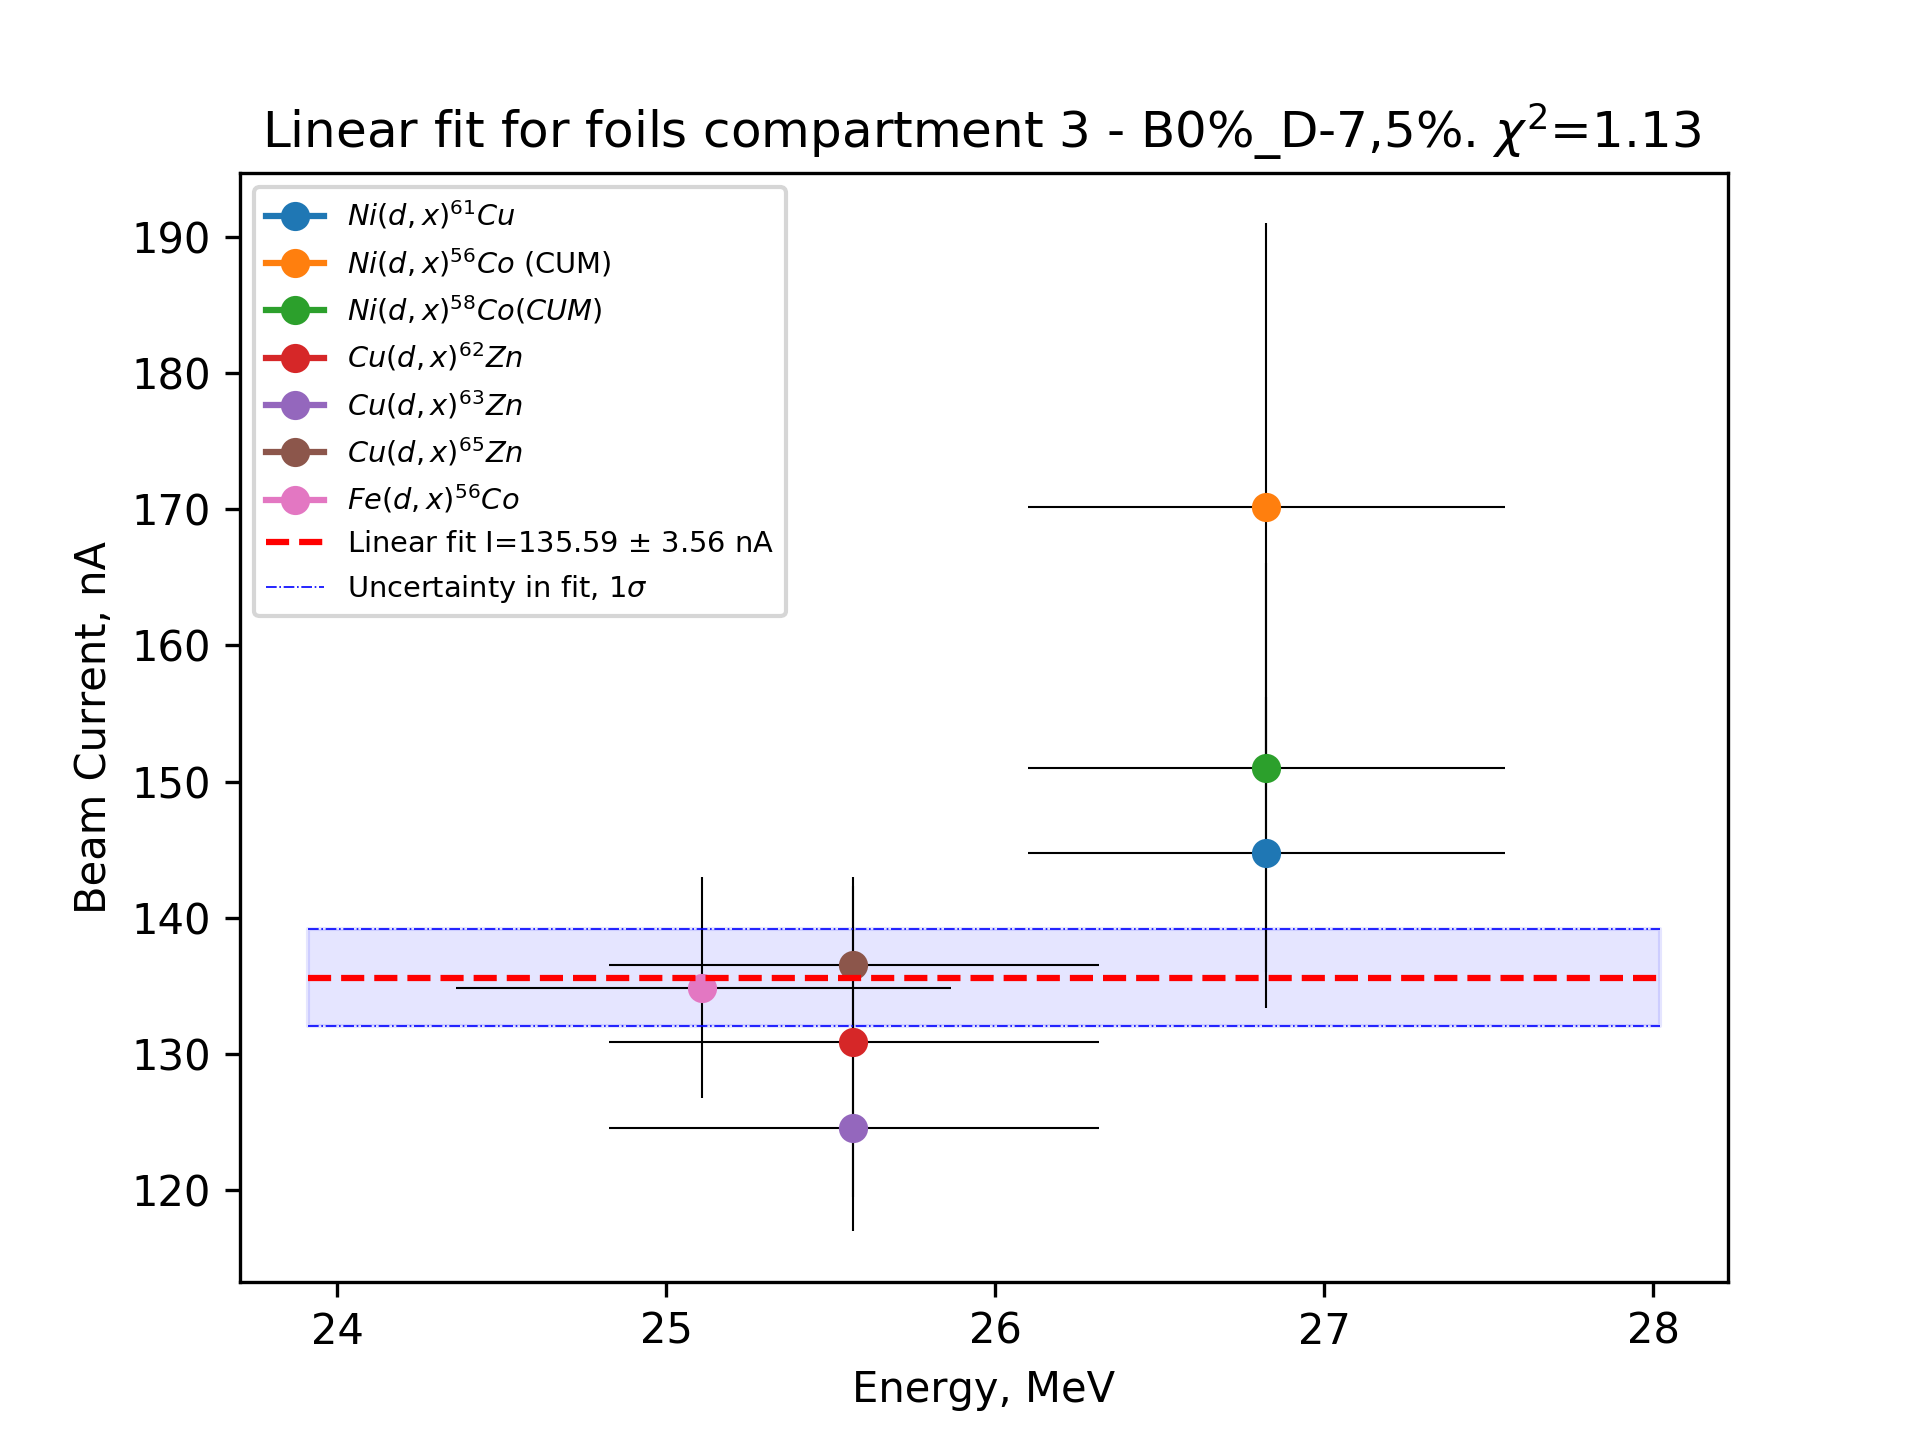 Linear fit for foils compartment 3 - B0%_D-7,5%. χ²=1.13
Ni(d, x)⁶¹Cu
Ni(d, x)⁵⁶Co (CUM)
Ni(d, x)⁵⁸Co(CUM)
Cu(d, x)⁶²Zn
Cu(d, x)⁶³Zn
Cu(d, x)⁶⁵Zn
Fe(d, x)⁵⁶Co
Linear fit I=135.59 ± 3.56 nA
Uncertainty in fit, 1σ
Beam Current, nA
190
180
170
160
150
140
130
120
24 25 26 27 28
Energy, MeV